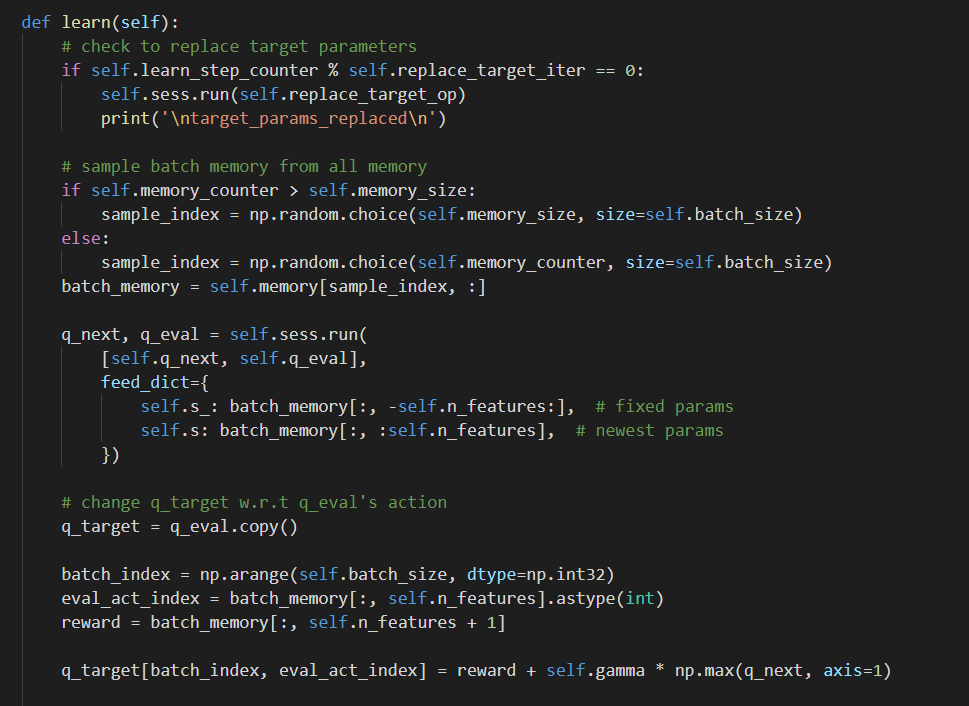 def learn(self):
    # check to replace target parameters
    if self.learn_step_counter % self.replace_target_iter == 0:
        self.sess.run(self.replace_target_op)
        print('\ntarget_params_replaced\n')

    # sample batch memory from all memory
    if self.memory_counter > self.memory_size:
        sample_index = np.random.choice(self.memory_size, size=self.batch_size)
    else:
        sample_index = np.random.choice(self.memory_counter, size=self.batch_size)
    batch_memory = self.memory[sample_index, :]

    q_next, q_eval = self.sess.run(
        [self.q_next, self.q_eval],
        feed_dict={
            self.s_: batch_memory[:, -self.n_features:],  # fixed params
            self.s: batch_memory[:, :self.n_features],  # newest params
        })

    # change q_target w.r.t q_eval's action
    q_target = q_eval.copy()

    batch_index = np.arange(self.batch_size, dtype=np.int32)
    eval_act_index = batch_memory[:, self.n_features].astype(int)
    reward = batch_memory[:, self.n_features + 1]

    q_target[batch_index, eval_act_index] = reward + self.gamma * np.max(q_next, axis=1)